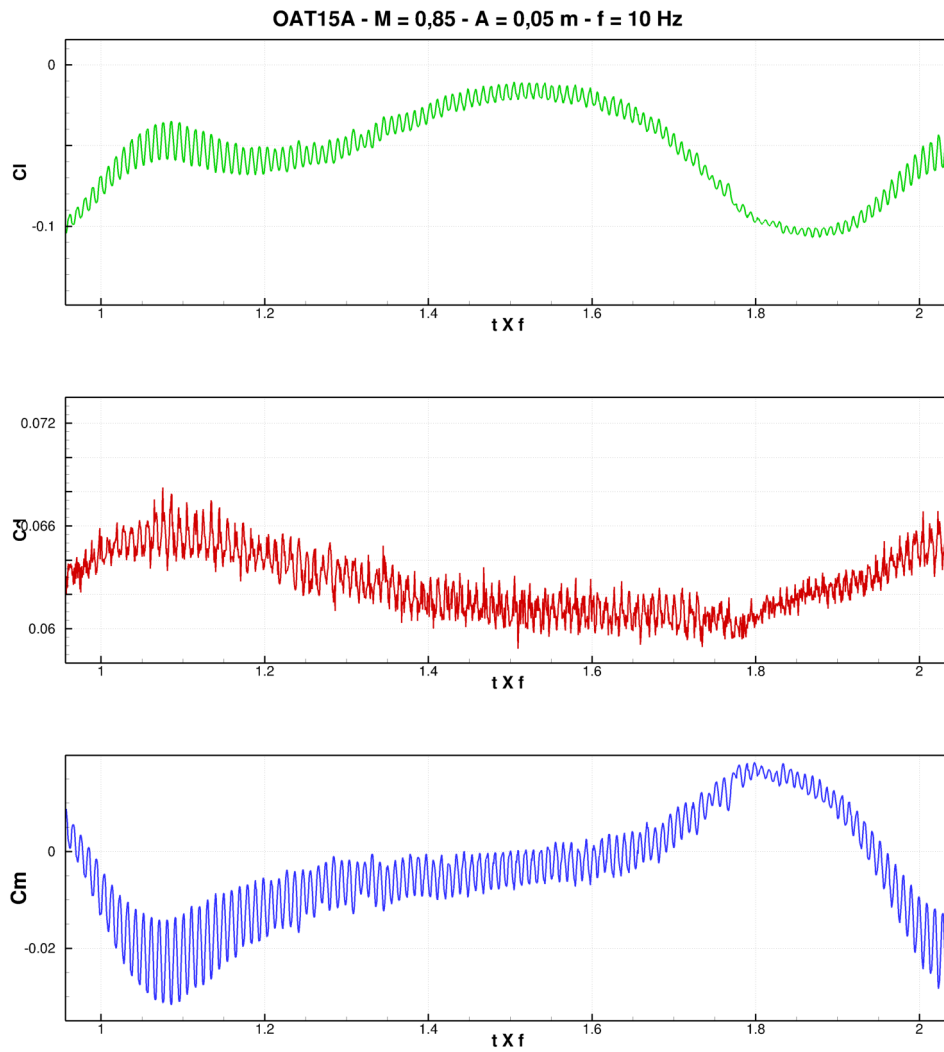 OAT15A - M = 0,85 - A = 0,05 m - f = 10 Hz
0
Cl
-0.1
1 1.2 1.4 1.6 1.8 2
t X f
0.072
Cd
0.066
0.06
1 1.2 1.4 1.6 1.8 2
t X f
0
Cm
-0.02
1 1.2 1.4 1.6 1.8 2
t X f